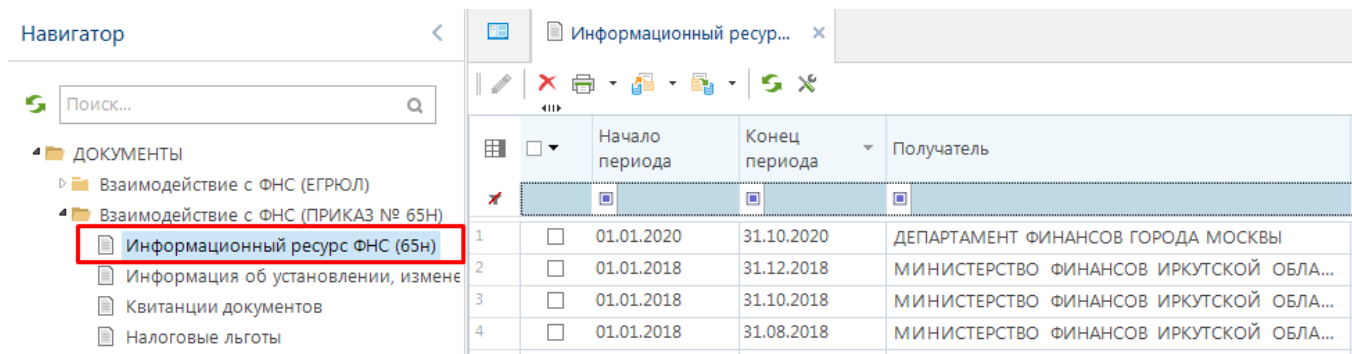 Навигатор
Информационный ресур...
Поиск...
Начало периода
Конец периода
Получатель
ДОКУМЕНТЫ
Взаимодействие с ФНС (ЕГРЮЛ)
Взаимодействие с ФНС (ПРИКАЗ № 65Н)
Информационный ресурс ФНС (65н)
Информация об установлении, измене
Квитанции документов
Налоговые льготы
1 01.01.2020 31.10.2020 ДЕПАРТАМЕНТ ФИНАНСОВ ГОРОДА МОСКВЫ
2 01.01.2018 31.12.2018 МИНИСТЕРСТВО ФИНАНСОВ ИРКУТСКОЙ ОБЛА...
3 01.01.2018 31.10.2018 МИНИСТЕРСТВО ФИНАНСОВ ИРКУТСКОЙ ОБЛА...
4 01.01.2018 31.08.2018 МИНИСТЕРСТВО ФИНАНСОВ ИРКУТСКОЙ ОБЛА...